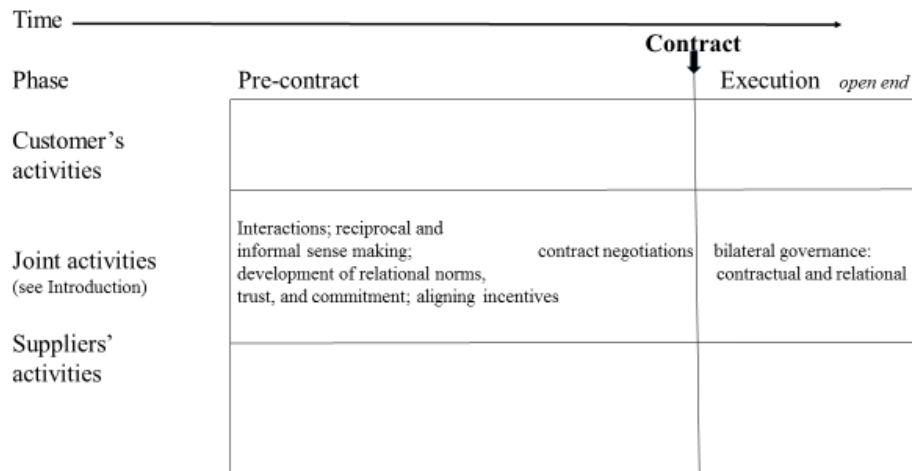 Time
Contract
Phase
Pre-contract
Execution open end
Customer's
activities
Joint activities
(see Introduction)
Interactions; reciprocal and
informal sense making;
development of relational norms,
trust, and commitment; aligning incentives
contract negotiations
bilateral governance:
contractual and relational
Suppliers'
activities